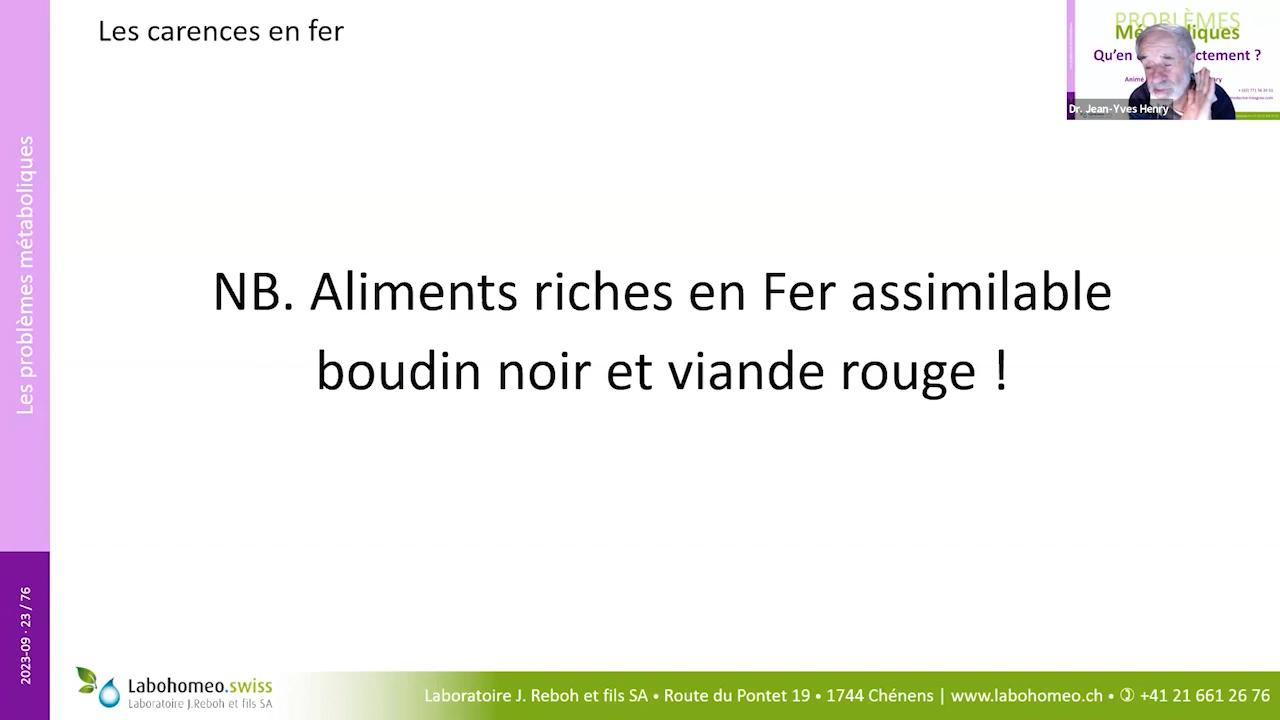 Les carences en fer
PROBLÈMES
Qu'en
Dr. Jean-Yves Henry
NB. Aliments riches en Fer assimilable
boudin noir et viande rouge !
Les problèmes métaboliques
2023-09 · 23 / 76
Labohomeo.swiss
Laboratoire J.Reboh et fils SA
Laboratoire J. Reboh et fils SA • Route du Pontet 19 • 1744 Chénens | www.labohomeo.ch • ✆ +41 21 661 26 76